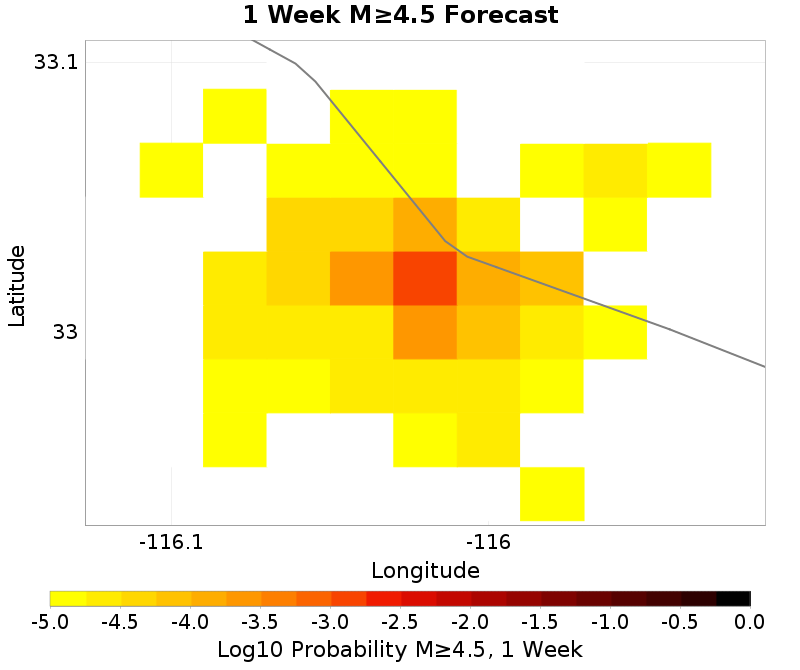 1 Week M≥4.5 Forecast
33.1
33
Latitude
-116.1 -116
Longitude
-5.0 -4.5 -4.0 -3.5 -3.0 -2.5 -2.0 -1.5 -1.0 -0.5 0.0
Log10 Probability M≥4.5, 1 Week